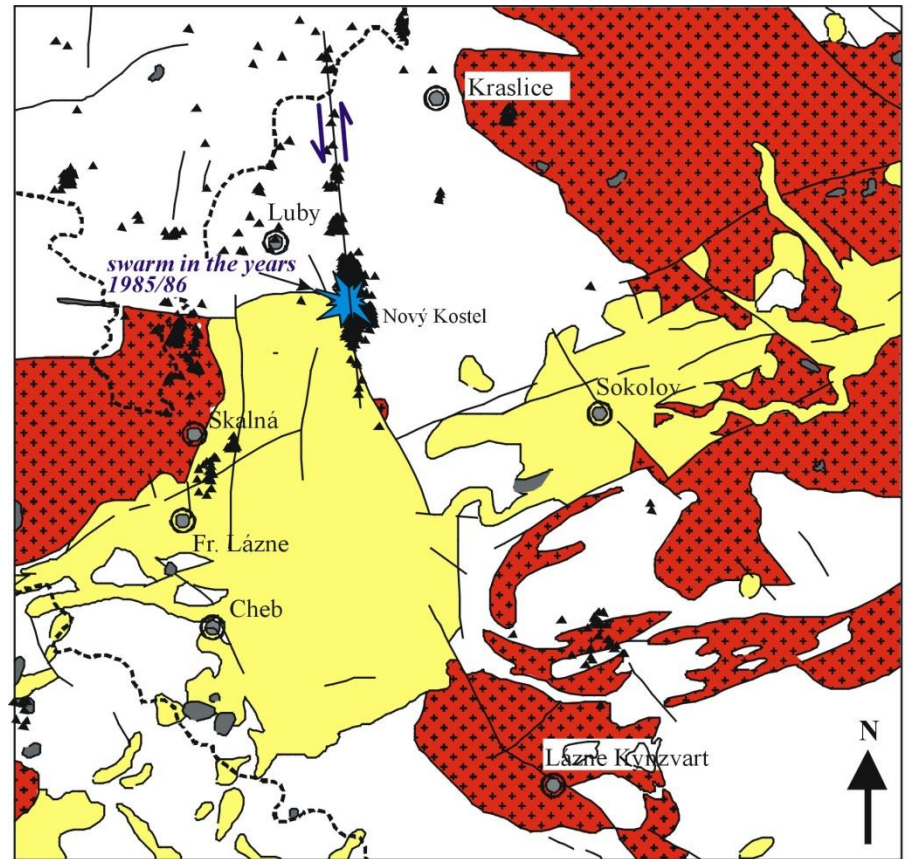 Kraslice
Luby
swarm in the years
1985/86
Nový Kostel
Sokolov
Skalná
Fr. Lázne
Cheb
N
Lázne Kynzvart